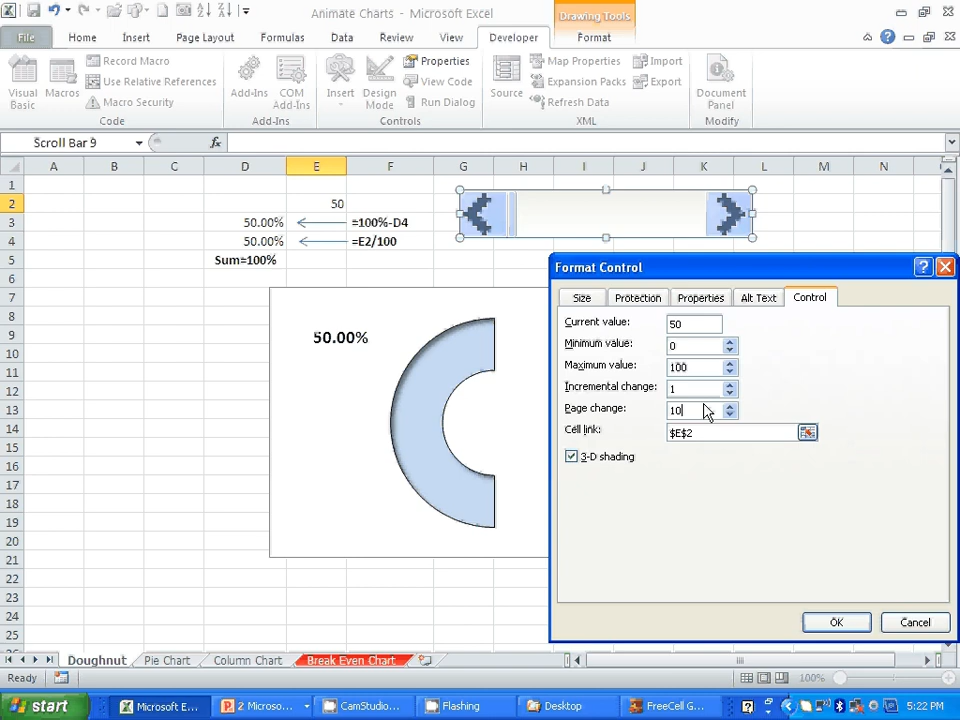 Animate Charts - Microsoft Excel
Drawing Tools
File Home Insert Page Layout Formulas Data Review View Developer Format
Visual Basic
Macros
Record Macro
Use Relative References
Macro Security
Code
Add-Ins
COM Add-Ins
Add-Ins
Insert
Design Mode
Properties
View Code
Run Dialog
Controls
Source
Map Properties
Expansion Packs
Refresh Data
Import
Export
XML
Document Panel
Modify
Scroll Bar 9
fx
A B C D E F G H I J K L M N
1
2 50
3 50.00% =100%-D4
4 50.00% =E2/100
5 Sum=100%
6
7
8
9 50.00%
10
11
12
13
14
15
16
17
18
19
20
21
22
23
24
25
Format Control
Size Protection Properties Alt Text Control
Current value: 50
Minimum value: 0
Maximum value: 100
Incremental change: 1
Page change: 10
Cell link: $E$2
3-D shading
OK Cancel
Doughnut Pie Chart Column Chart Break Even Chart
Ready 100%
start Microsoft E... 2 Microso... CamStudio... Flashing Desktop FreeCell G... 5:22 PM